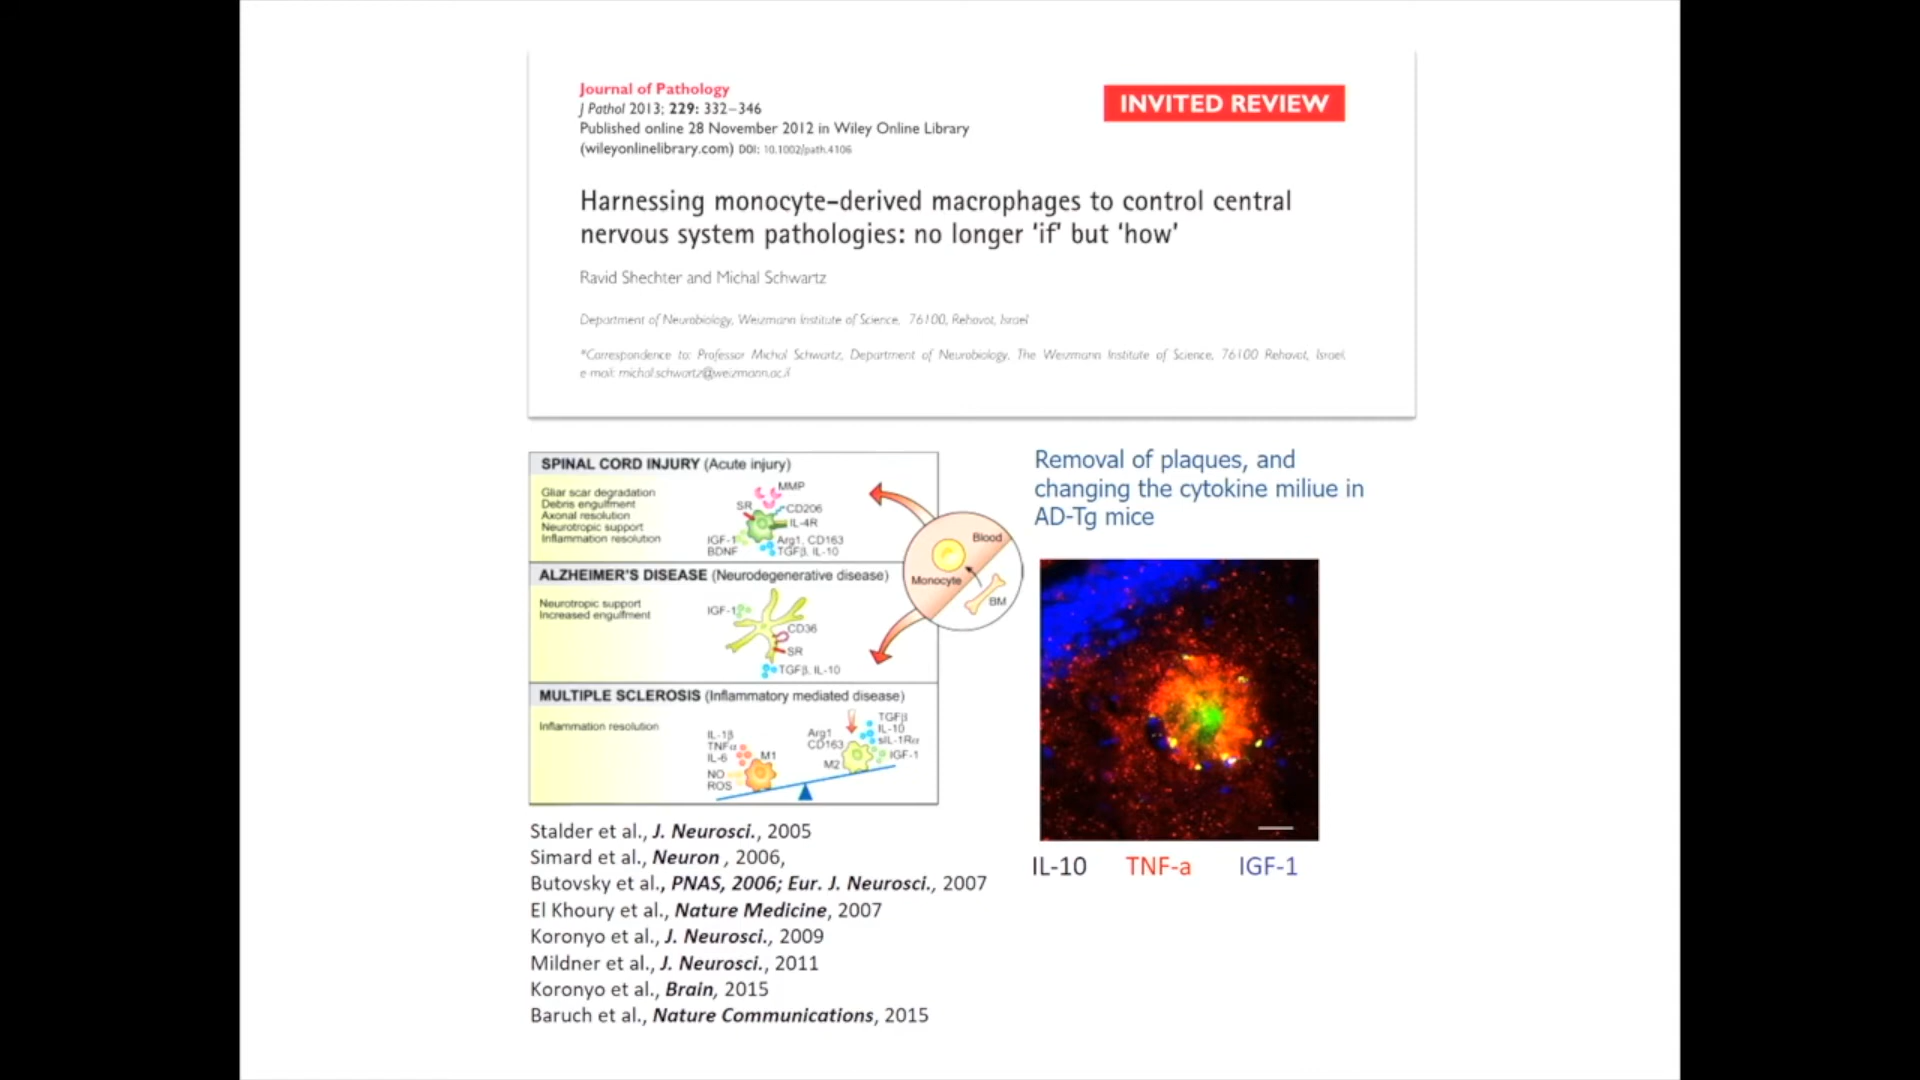 Journal of Pathology
J Pathol 2013; 229: 332–346
Published online 28 November 2012 in Wiley Online Library
(wileyonlinelibrary.com) DOI: 10.1002/path.4106
INVITED REVIEW
Harnessing monocyte-derived macrophages to control central
nervous system pathologies: no longer 'if' but 'how'
Ravid Shechter and Michal Schwartz
Department of Neurobiology, Weizmann Institute of Science, 76100, Rehovot, Israel
*Correspondence to: Professor Michal Schwartz, Department of Neurobiology, The Weizmann Institute of Science, 76100 Rehovot, Israel.
e-mail: michal.schwartz@weizmann.ac.il
SPINAL CORD INJURY (Acute injury)
Gliar scar degradation
Debris engulfment
Axonal resolution
Neurotropic support
Inflammation resolution
MMP
SR
CD206
IL-4R
IGF-1
BDNF
Arg1, CD163
TGFβ, IL-10
ALZHEIMER'S DISEASE (Neurodegenerative disease)
Neurotropic support
Increased engulfment
IGF-1
CD36
SR
TGFβ, IL-10
MULTIPLE SCLEROSIS (Inflammatory mediated disease)
Inflammation resolution
IL-1β
TNFα
IL-6
NO
ROS
M1
Arg1
CD163
M2
TGFβ
IL-10
sIL-1Rα
IGF-1
Blood
Monocyte
BM
Removal of plaques, and
changing the cytokine miliue in
AD-Tg mice
IL-10 TNF-a IGF-1
Stalder et al., J. Neurosci., 2005
Simard et al., Neuron , 2006,
Butovsky et al., PNAS, 2006; Eur. J. Neurosci., 2007
El Khoury et al., Nature Medicine, 2007
Koronyo et al., J. Neurosci., 2009
Mildner et al., J. Neurosci., 2011
Koronyo et al., Brain, 2015
Baruch et al., Nature Communications, 2015